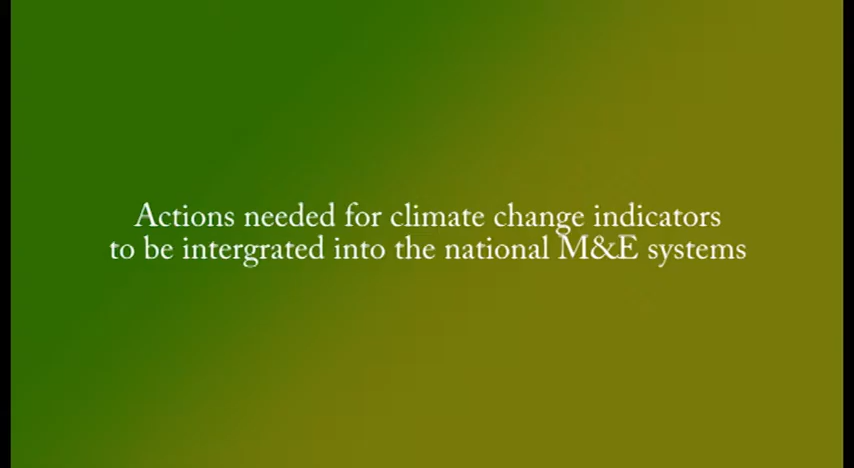 Actions needed for climate change indicators
to be intergrated into the national M&E systems